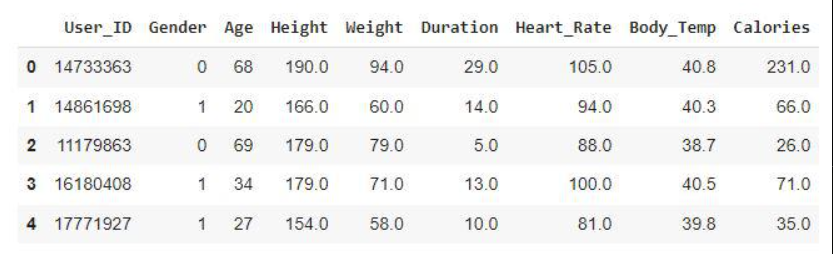 User_ID Gender Age Height Weight Duration Heart_Rate Body_Temp Calories
0 14733363 0 68 190.0 94.0 29.0 105.0 40.8 231.0
1 14861698 1 20 166.0 60.0 14.0 94.0 40.3 66.0
2 11179863 0 69 179.0 79.0 5.0 88.0 38.7 26.0
3 16180408 1 34 179.0 71.0 13.0 100.0 40.5 71.0
4 17771927 1 27 154.0 58.0 10.0 81.0 39.8 35.0